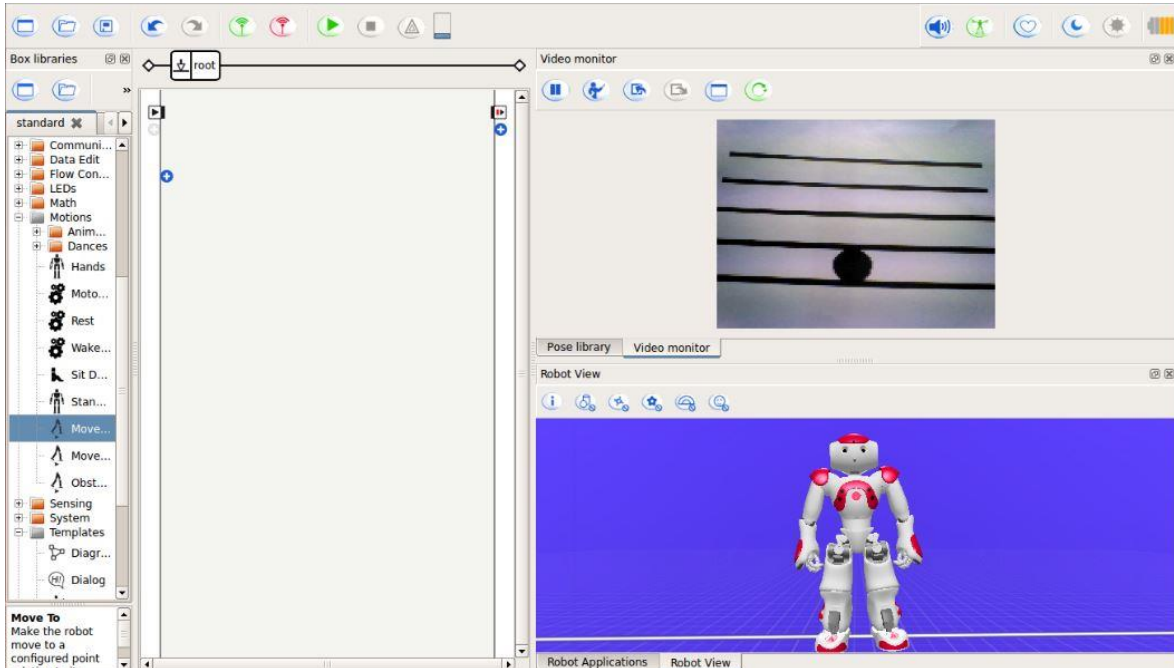 Box libraries
»
standard
Communi...
Data Edit
Flow Con...
LEDs
Math
Motions
Anim...
Dances
Hands
Moto...
Rest
Wake...
Sit D...
Stan...
Move...
Move...
Obst...
Sensing
System
Templates
Diagr...
HI!
Dialog
Move To
Make the robot
move to a
configured point
root
Video monitor
Pose library
Video monitor
Robot View
Robot Applications
Robot View